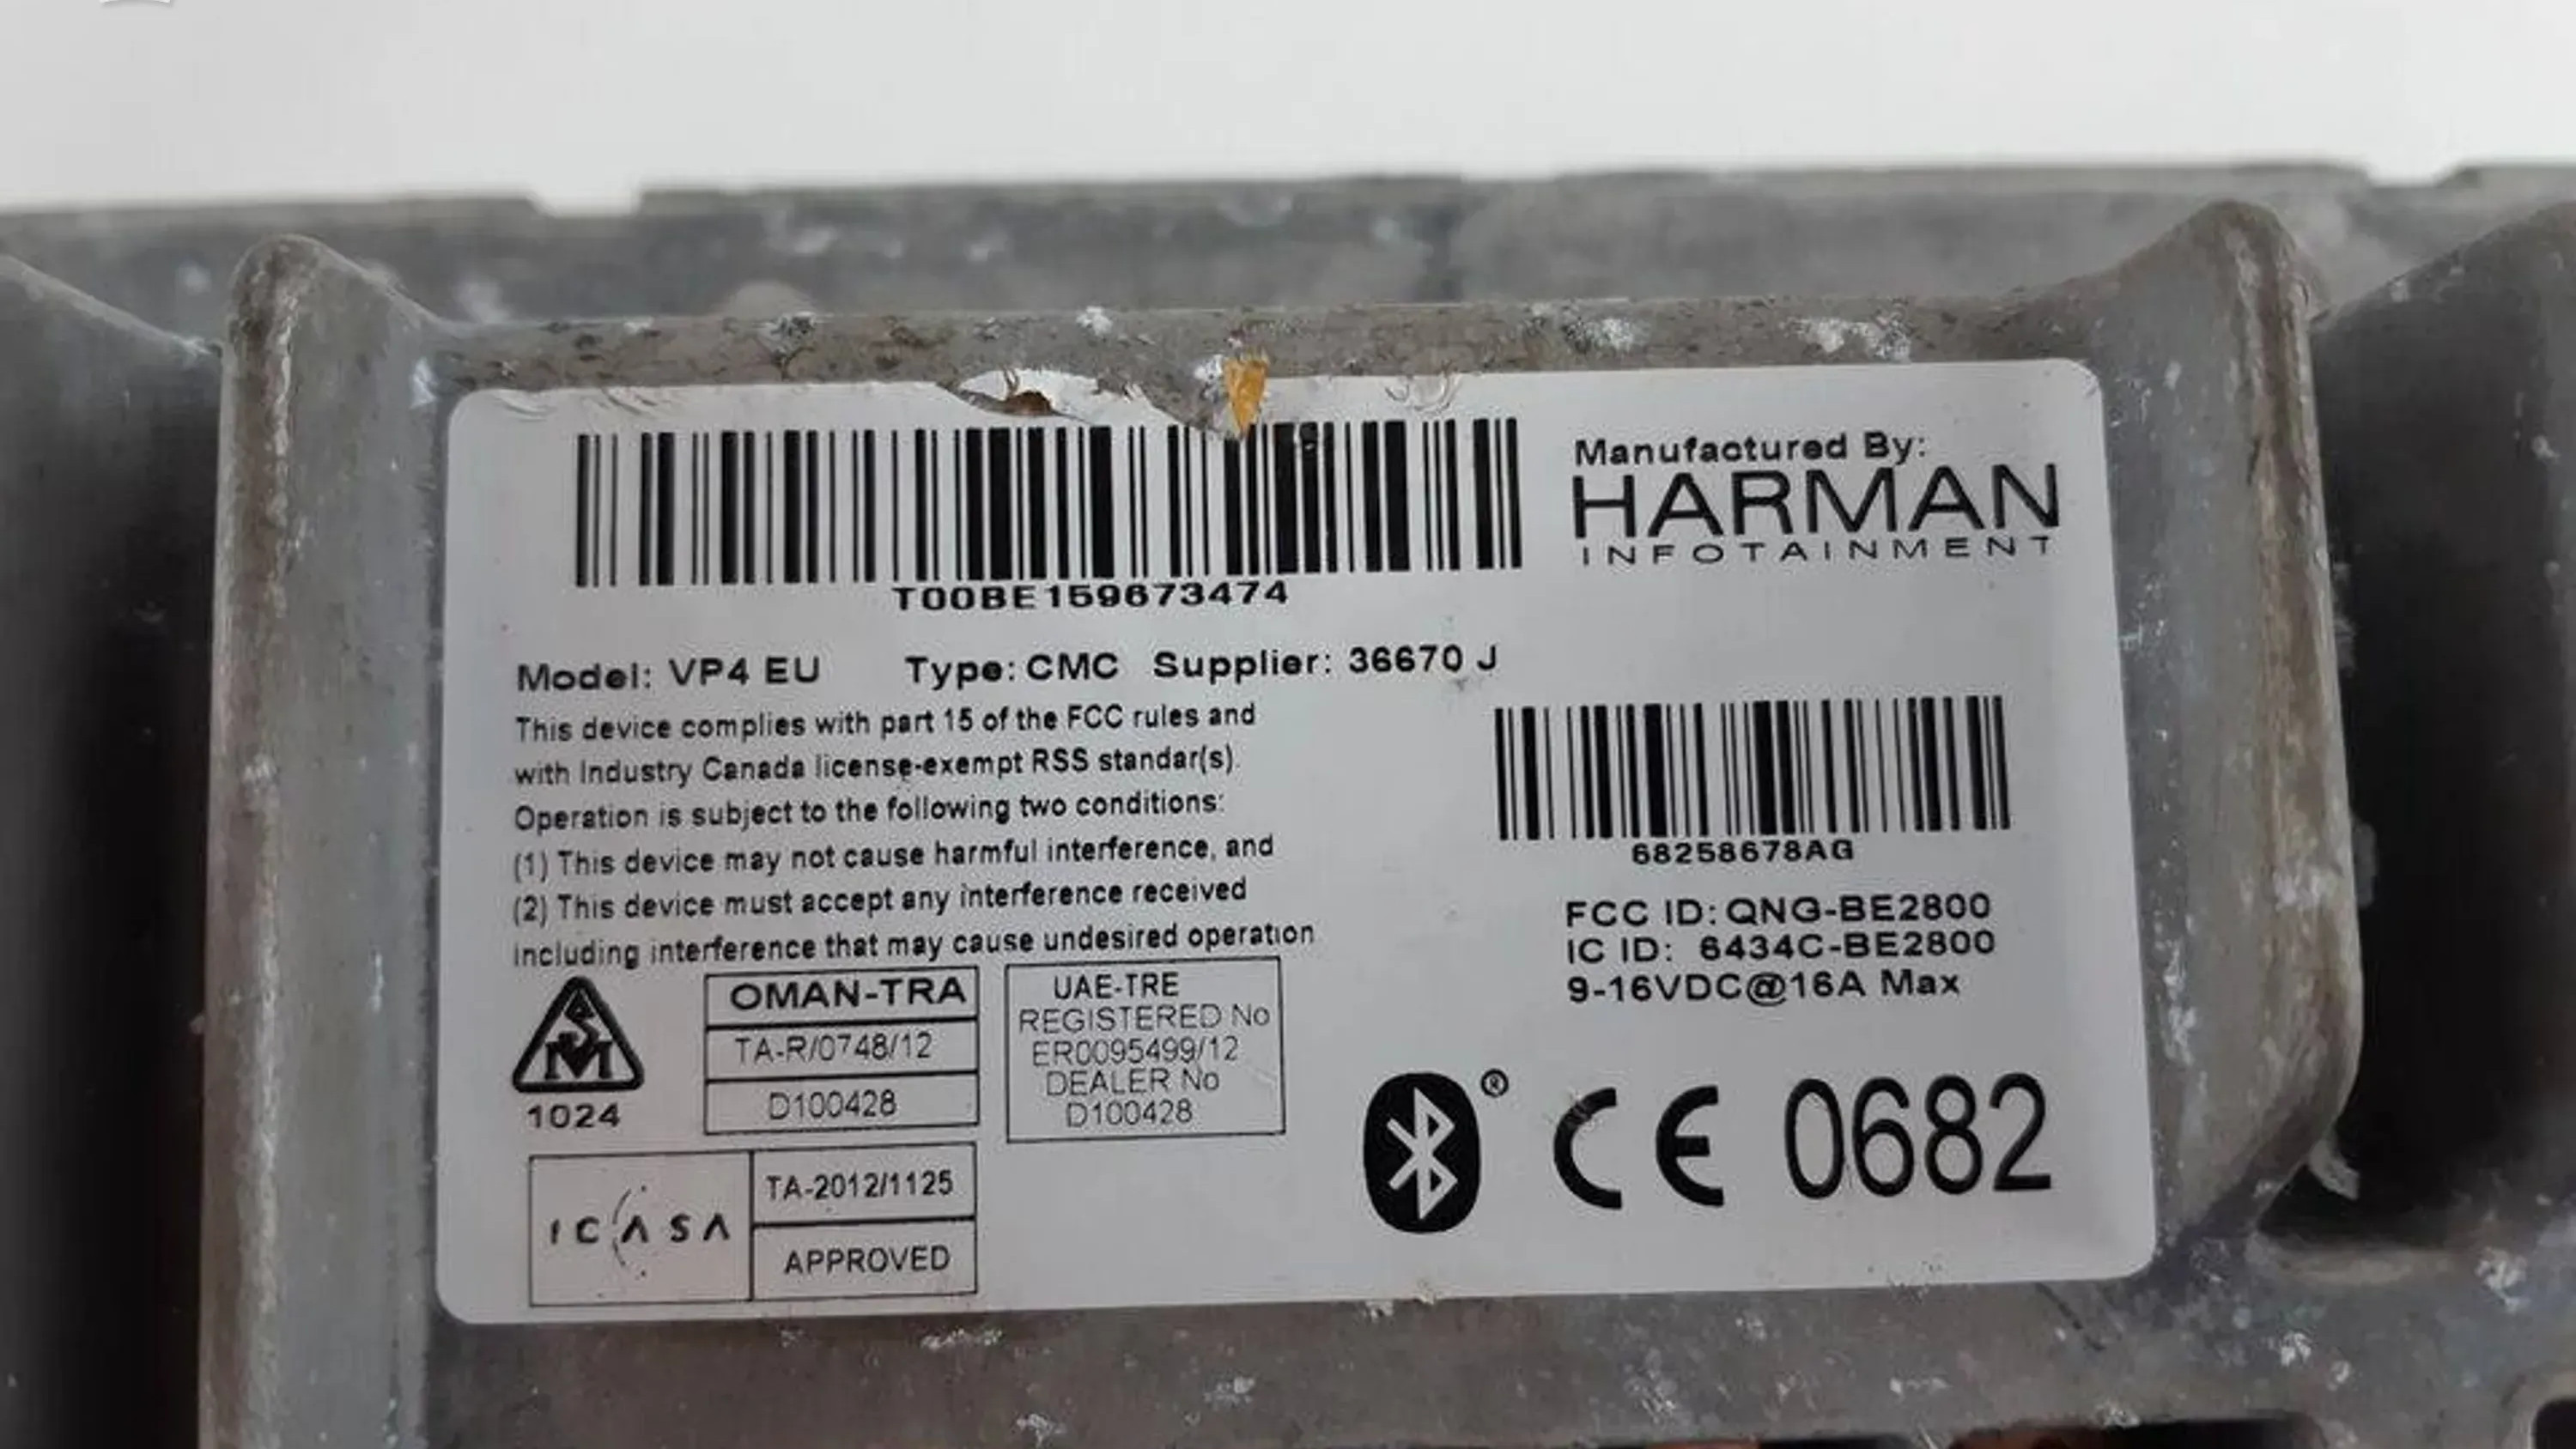 T00BE159673474
Manufactured By:
HARMAN
INFOTAINMENT
Model: VP4 EU Type: CMC Supplier: 36670 J
This device complies with part 15 of the FCC rules and
with Industry Canada license-exempt RSS standar(s).
Operation is subject to the following two conditions:
(1) This device may not cause harmful interference, and
(2) This device must accept any interference received
including interference that may cause undesired operation
68258678AG
FCC ID: QNG-BE2800
IC ID: 6434C-BE2800
9-16VDC@16A Max
SM
1024
OMAN-TRA
TA-R/0748/12
D100428
UAE-TRE
REGISTERED No
ER0095499/12
DEALER No
D100428
ICASA
TA-2012/1125
APPROVED
® CE 0682